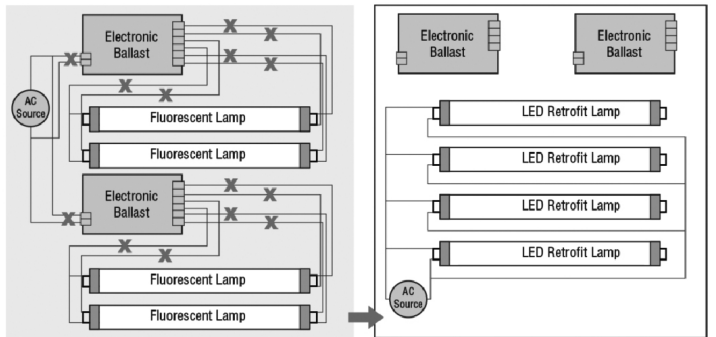 Electronic
Ballast
AC
Source
Fluorescent Lamp
Fluorescent Lamp
Electronic
Ballast
Fluorescent Lamp
Fluorescent Lamp
Electronic
Ballast
Electronic
Ballast
LED Retrofit Lamp
LED Retrofit Lamp
LED Retrofit Lamp
LED Retrofit Lamp
AC
Source